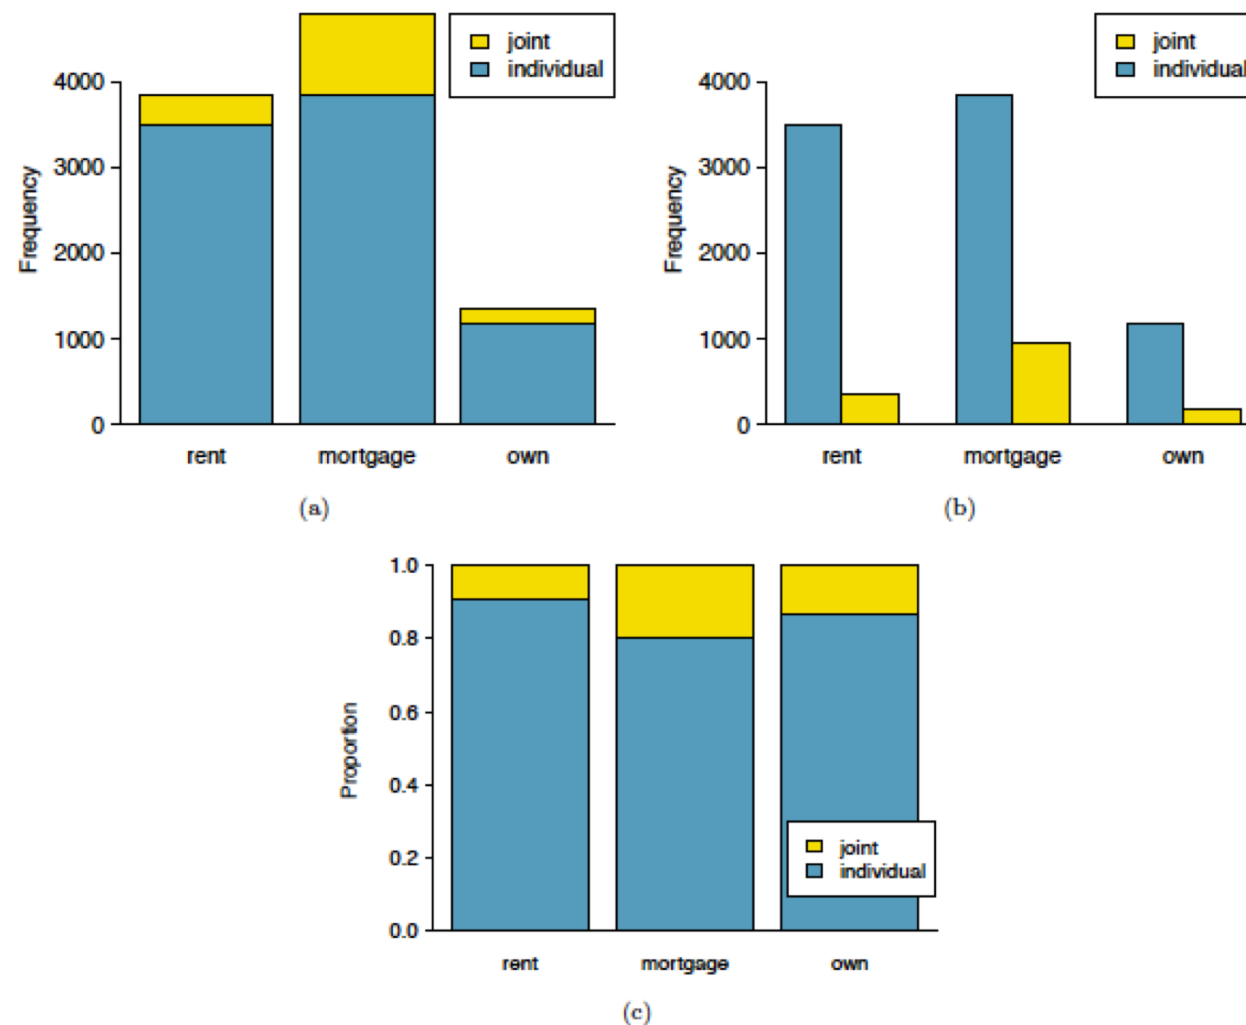 joint
individual
4000
3000
2000
1000
0
Frequency
rent mortgage own
(a)
joint
individual
4000
3000
2000
1000
0
Frequency
rent mortgage own
(b)
1.0
0.8
0.6
0.4
0.2
0.0
Proportion
joint
individual
rent mortgage own
(c)